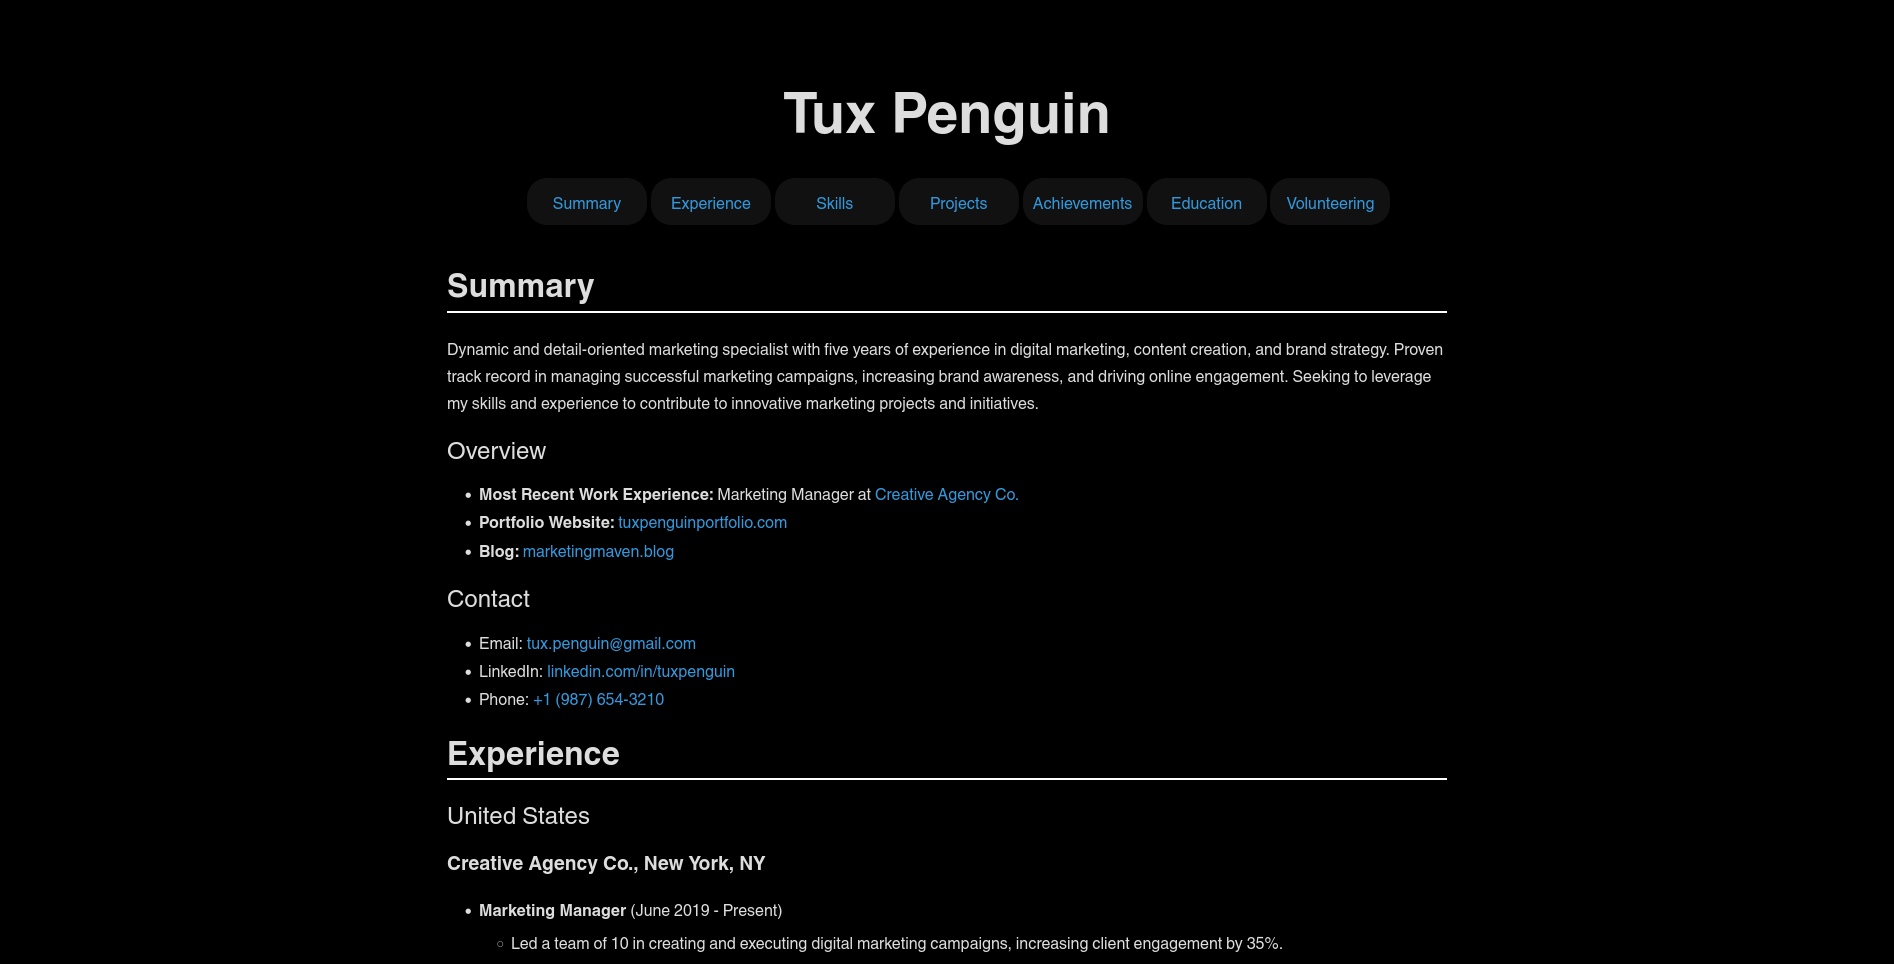 Tux Penguin
Summary Experience Skills Projects Achievements Education Volunteering
Summary
Dynamic and detail-oriented marketing specialist with five years of experience in digital marketing, content creation, and brand strategy. Proven
track record in managing successful marketing campaigns, increasing brand awareness, and driving online engagement. Seeking to leverage
my skills and experience to contribute to innovative marketing projects and initiatives.
Overview
• Most Recent Work Experience: Marketing Manager at Creative Agency Co.
• Portfolio Website: tuxpenguinportfolio.com
• Blog: marketingmaven.blog
Contact
• Email: tux.penguin@gmail.com
• LinkedIn: linkedin.com/in/tuxpenguin
• Phone: +1 (987) 654-3210
Experience
United States
Creative Agency Co., New York, NY
• Marketing Manager (June 2019 - Present)
◦ Led a team of 10 in creating and executing digital marketing campaigns, increasing client engagement by 35%.